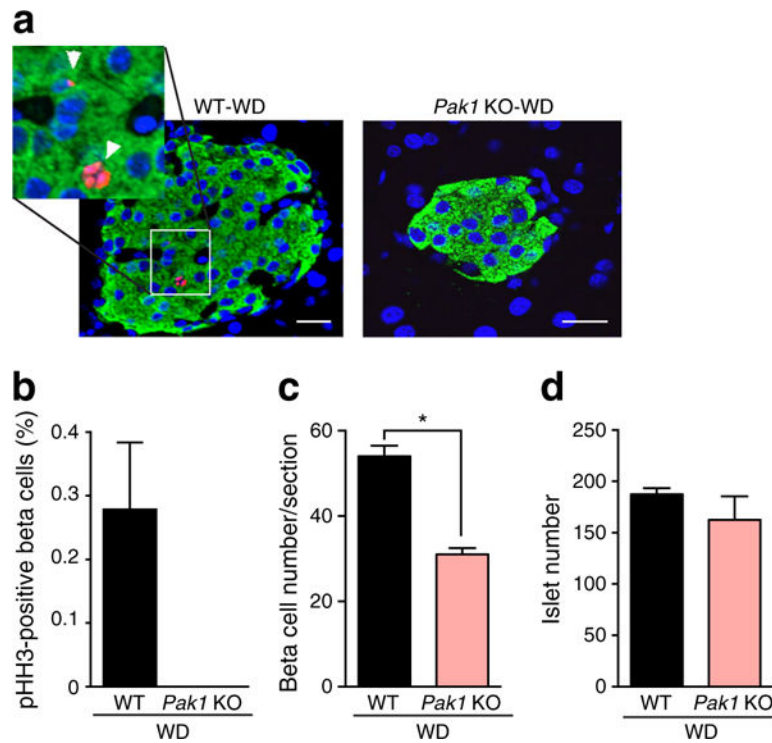 a
WT-WD
Pak1 KO-WD
b
pHH3-positive beta cells (%)
0.4
0.3
0.2
0.1
0
WT Pak1 KO
WD
c
Beta cell number/section
60
40
20
0
*
WT Pak1 KO
WD
d
Islet number
250
200
150
100
50
0
WT Pak1 KO
WD